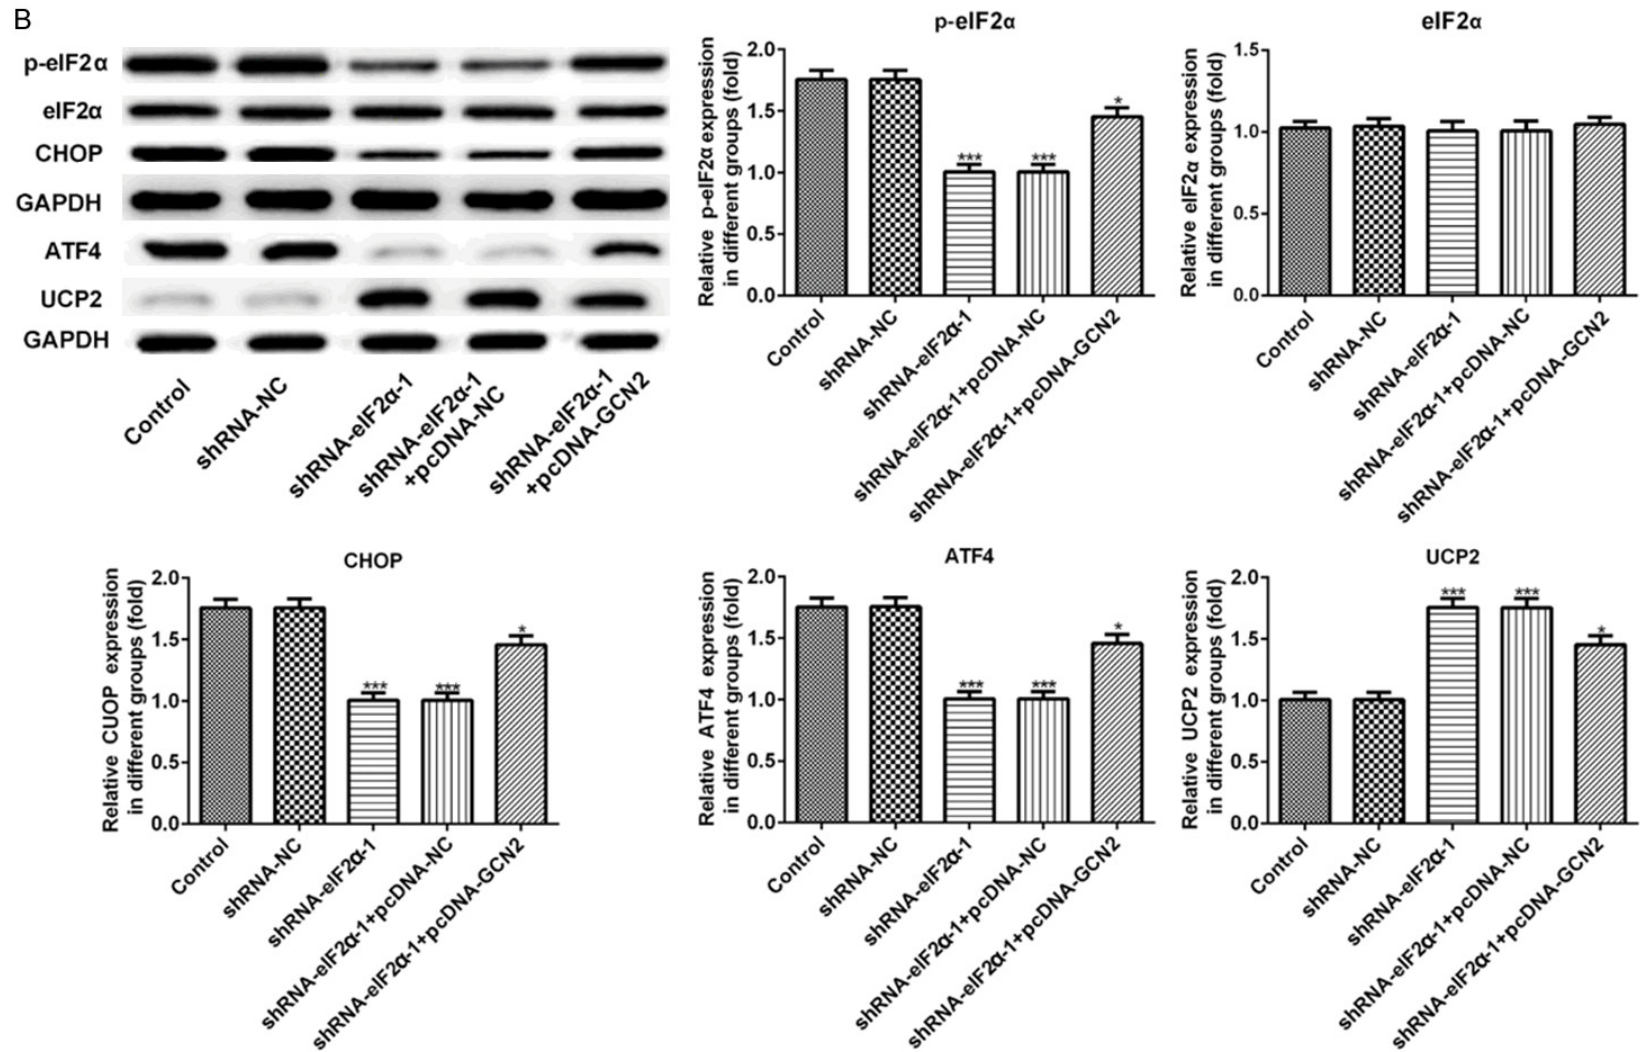 B
p-eIF2α
eIF2α
CHOP
GAPDH
ATF4
UCP2
GAPDH
Control
shRNA-NC
shRNA-eIF2α-1
shRNA-eIF2α-1
+pcDNA-NC
shRNA-eIF2α-1
+pcDNA-GCN2
p-eIF2α
Relative p-eIF2α expression
in different groups (fold)
2.0
1.5
1.0
0.5
0.0
***
***
*
Control
shRNA-NC
shRNA-eIF2α-1
shRNA-eIF2α-1+pcDNA-NC
shRNA-eIF2α-1+pcDNA-GCN2
eIF2α
Relative eIF2α expression
in different groups (fold)
1.5
1.0
0.5
0.0
Control
shRNA-NC
shRNA-eIF2α-1
shRNA-eIF2α-1+pcDNA-NC
shRNA-eIF2α-1+pcDNA-GCN2
CHOP
Relative CUOP expression
in different groups (fold)
2.0
1.5
1.0
0.5
0.0
***
***
*
Control
shRNA-NC
shRNA-eIF2α-1
shRNA-eIF2α-1+pcDNA-NC
shRNA-eIF2α-1+pcDNA-GCN2
ATF4
Relative ATF4 expression
in different groups (fold)
2.0
1.5
1.0
0.5
0.0
***
***
*
Control
shRNA-NC
shRNA-eIF2α-1
shRNA-eIF2α-1+pcDNA-NC
shRNA-eIF2α-1+pcDNA-GCN2
UCP2
Relative UCP2 expression
in different groups (fold)
2.0
1.5
1.0
0.5
0.0
***
***
*
Control
shRNA-NC
shRNA-eIF2α-1
shRNA-eIF2α-1+pcDNA-NC
shRNA-eIF2α-1+pcDNA-GCN2